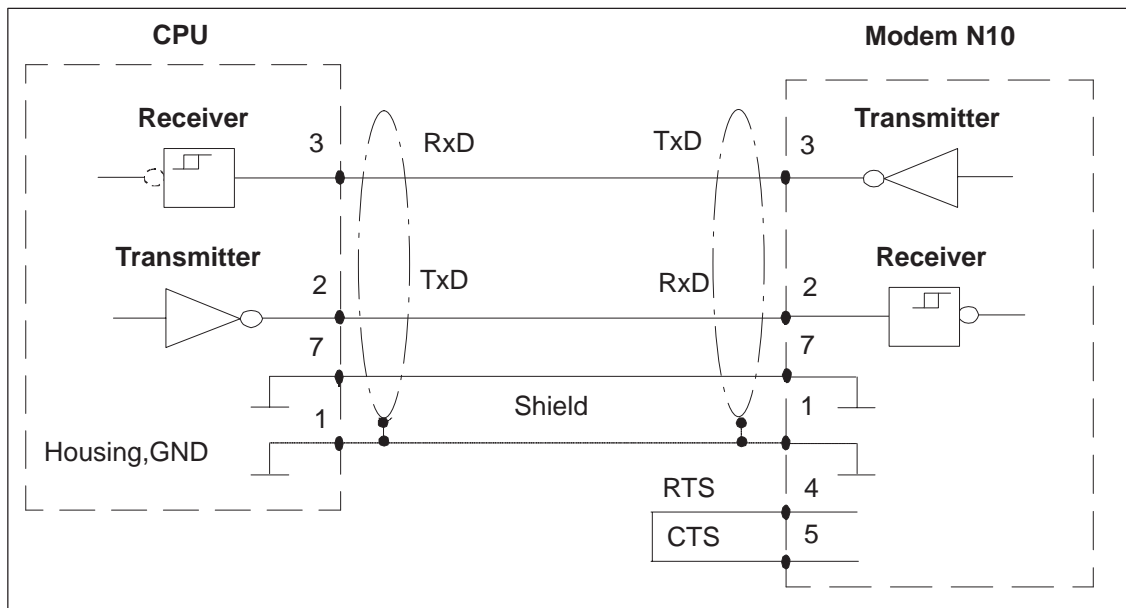 CPU
Modem N10
Receiver
Transmitter
3
RxD
TxD
3
Transmitter
Receiver
2
TxD
RxD
2
7
7
Shield
1
1
Housing,GND
RTS
4
CTS
5